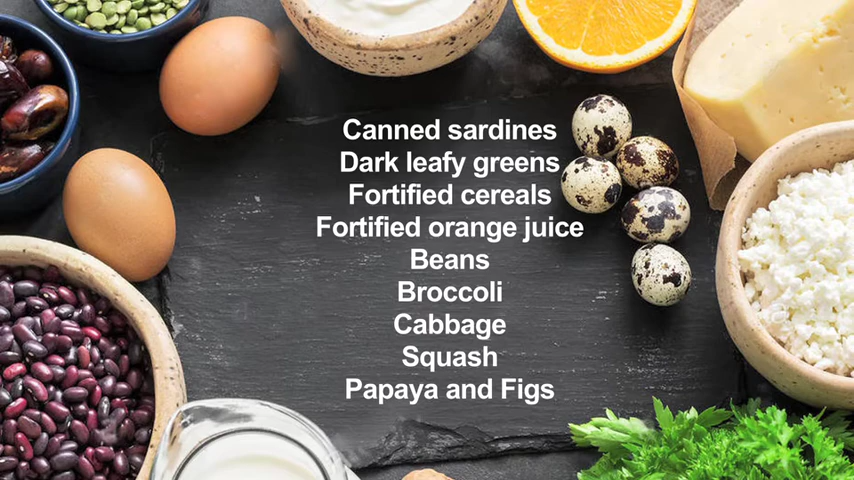 Canned sardines
Dark leafy greens
Fortified cereals
Fortified orange juice
Beans
Broccoli
Cabbage
Squash
Papaya and Figs